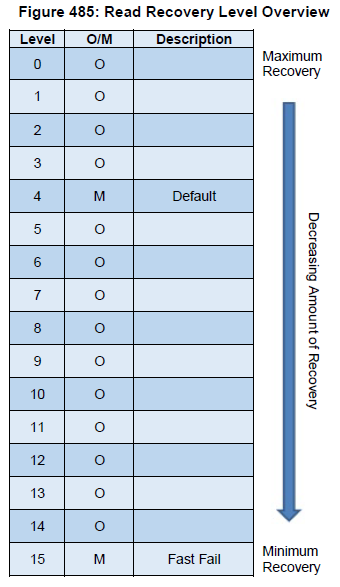 Figure 485: Read Recovery Level Overview
Level O/M Description
0 O
1 O
2 O
3 O
4 M Default
5 O
6 O
7 O
8 O
9 O
10 O
11 O
12 O
13 O
14 O
15 M Fast Fail
Maximum
Recovery
Decreasing Amount of Recovery
Minimum
Recovery